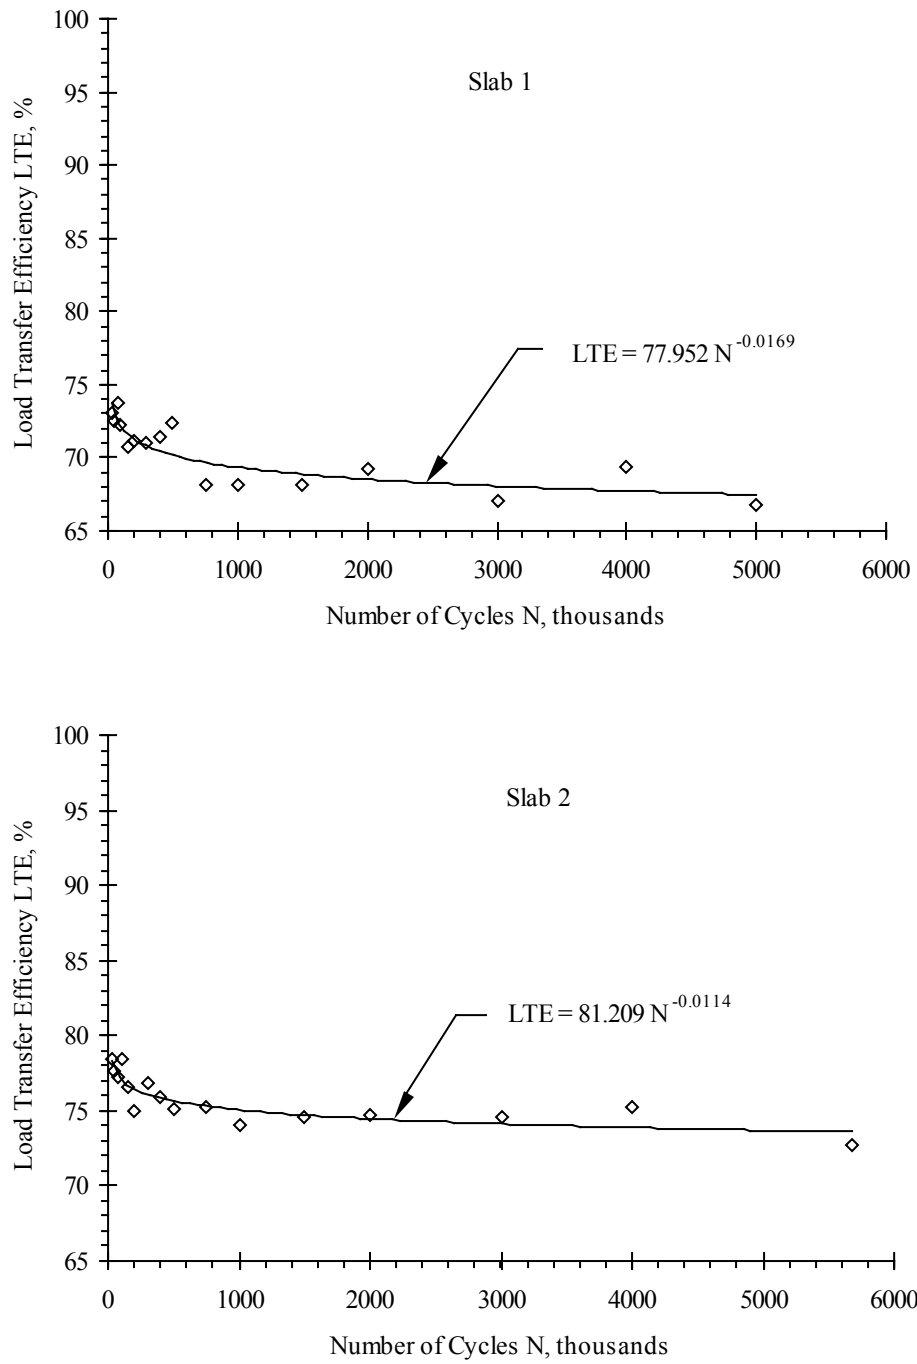 100
Slab 1
95
90
85
80
LTE = 77.952 N^-0.0169
75
70
65
0 1000 2000 3000 4000 5000 6000
Number of Cycles N, thousands
Load Transfer Efficiency LTE, %
100
Slab 2
95
90
85
LTE = 81.209 N^-0.0114
80
75
70
65
0 1000 2000 3000 4000 5000 6000
Number of Cycles N, thousands
Load Transfer Efficiency LTE, %